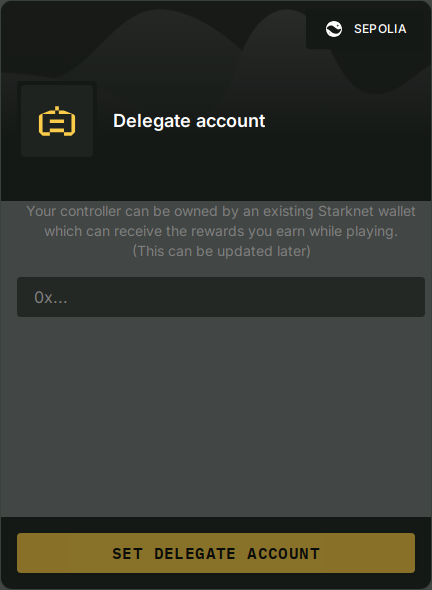 SEPOLIA
Delegate account
Your controller can be owned by an existing Starknet wallet
which can receive the rewards you earn while playing.
(This can be updated later)
0x...
SET DELEGATE ACCOUNT